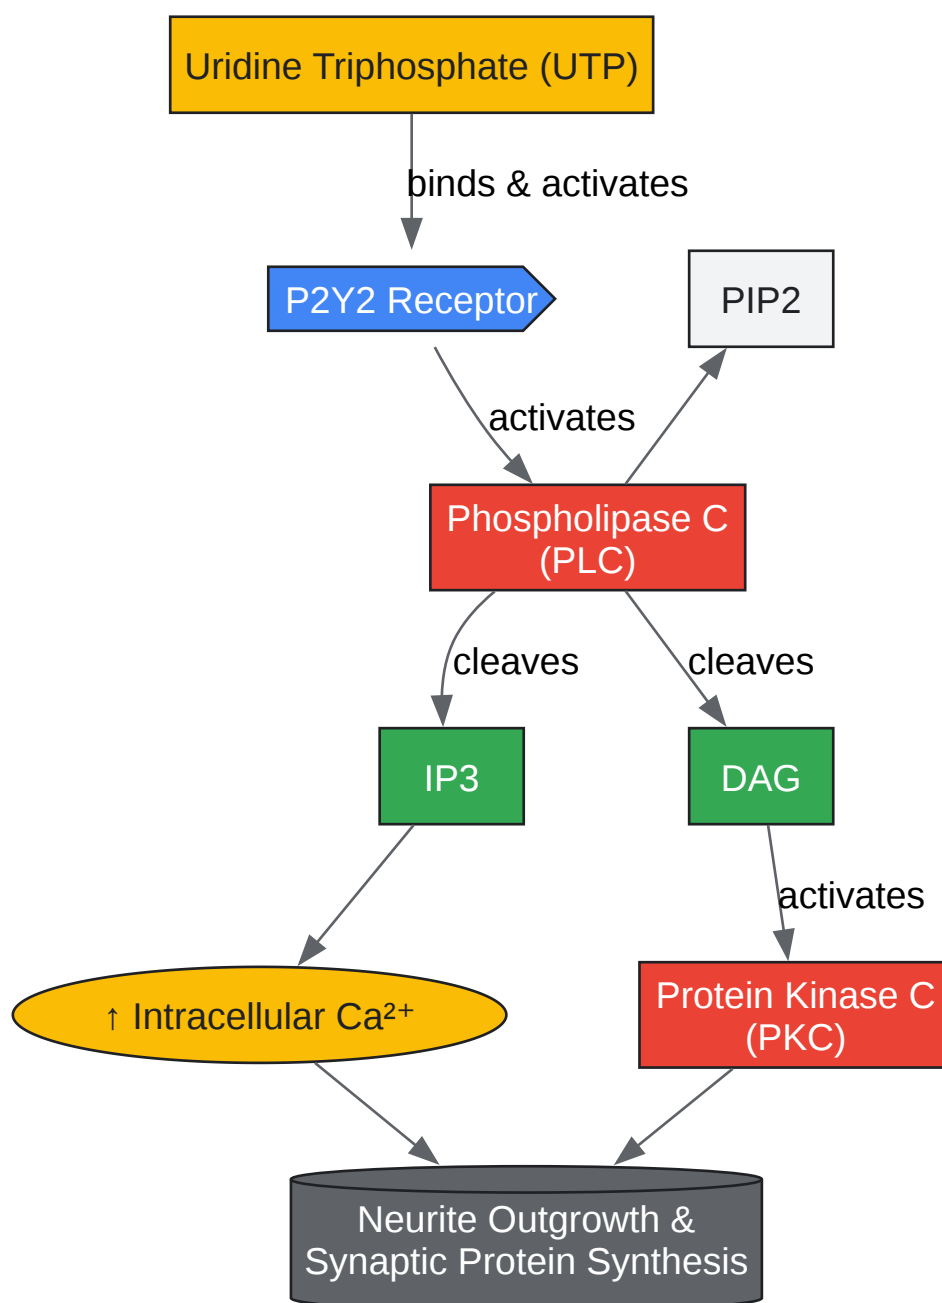 Uridine Triphosphate (UTP)
binds & activates
P2Y2 Receptor
PIP2
activates
Phospholipase C
(PLC)
cleaves
cleaves
IP3
DAG
activates
↑ Intracellular Ca²⁺
Protein Kinase C
(PKC)
Neurite Outgrowth &
Synaptic Protein Synthesis